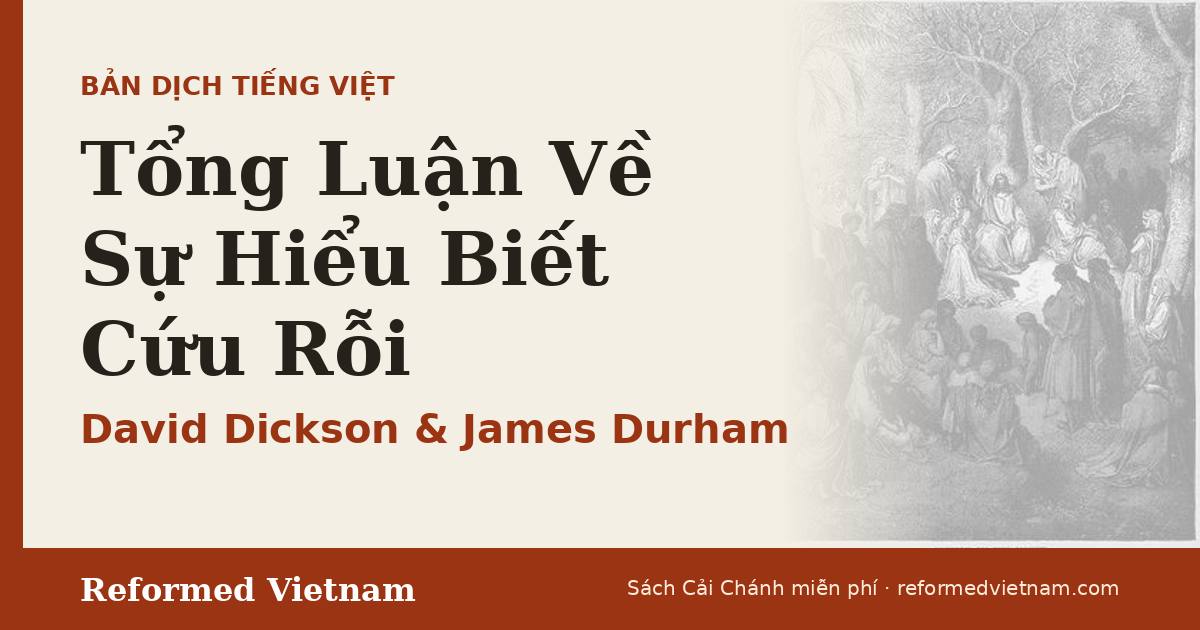 BẢN DỊCH TIẾNG VIỆT
Tổng Luận Về
Sự Hiểu Biết
Cứu Rỗi
David Dickson & James Durham
Reformed Vietnam
Sách Cải Chánh miễn phí · reformedvietnam.com